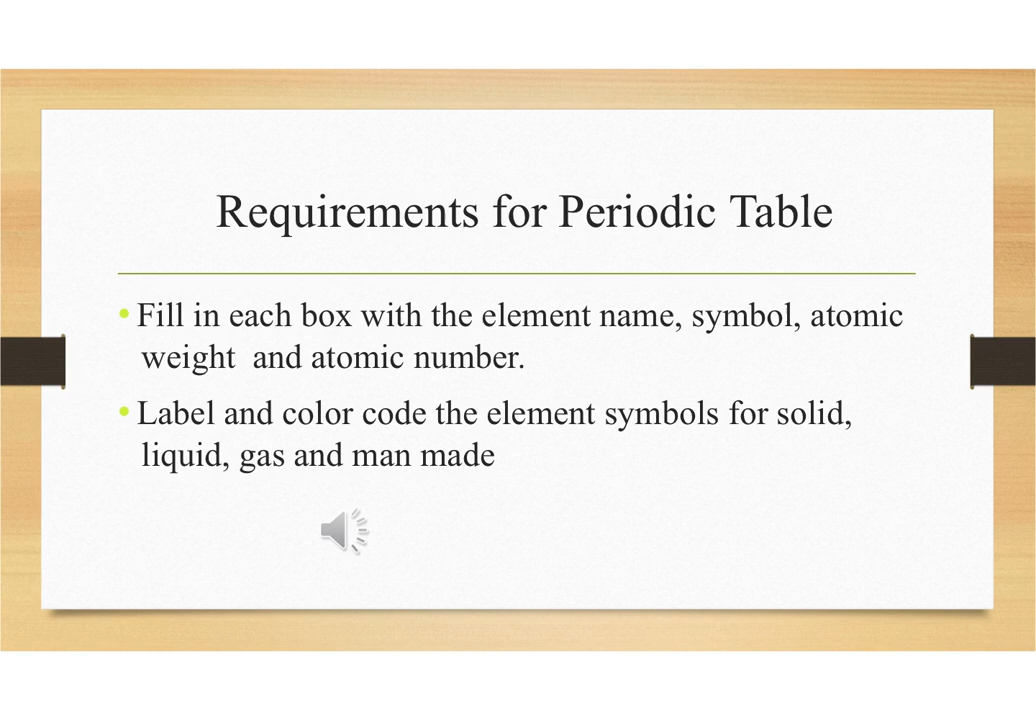 Requirements for Periodic Table
• Fill in each box with the element name, symbol, atomic
weight  and atomic number.
• Label and color code the element symbols for solid,
liquid, gas and man made